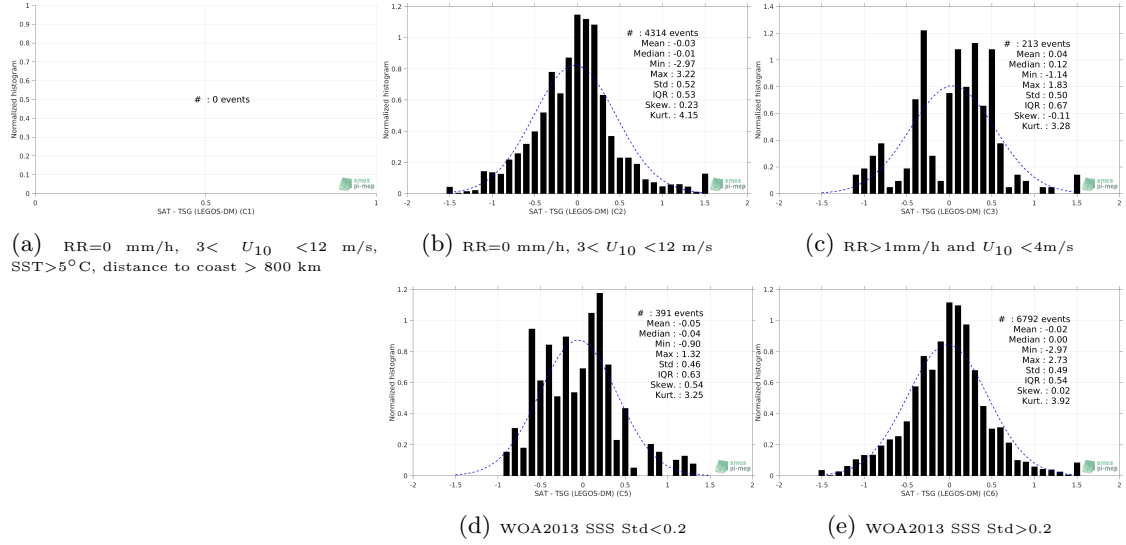 1
0.9
0.8
0.7
0.6
0.5
0.4
0.3
0.2
0.1
0
Normalized histogram
# : 0 events
0 0.5 1
SAT - TSG (LEGOS-DM) (C1)
smos
pi-mep
(a) RR=0 mm/h, 3< U10 <12 m/s,
SST>5°C, distance to coast > 800 km
1.2
1
0.8
0.6
0.4
0.2
0
Normalized histogram
# : 4314 events
Mean : -0.03
Median : -0.01
Min : -2.97
Max : 3.22
Std : 0.52
IQR : 0.53
Skew. : 0.23
Kurt. : 4.15
-2 -1.5 -1 -0.5 0 0.5 1 1.5 2
SAT - TSG (LEGOS-DM) (C2)
smos
pi-mep
(b) RR=0 mm/h, 3< U10 <12 m/s
1.4
1.2
1
0.8
0.6
0.4
0.2
0
Normalized histogram
# : 213 events
Mean : 0.04
Median : 0.12
Min : -1.14
Max : 1.83
Std : 0.50
IQR : 0.67
Skew. : -0.11
Kurt. : 3.28
-2 -1.5 -1 -0.5 0 0.5 1 1.5 2
SAT - TSG (LEGOS-DM) (C3)
smos
pi-mep
(c) RR>1mm/h and U10 <4m/s
1.2
1
0.8
0.6
0.4
0.2
0
Normalized histogram
# : 391 events
Mean : -0.05
Median : -0.04
Min : -0.90
Max : 1.32
Std : 0.46
IQR : 0.63
Skew. : 0.54
Kurt. : 3.25
-2 -1.5 -1 -0.5 0 0.5 1 1.5 2
SAT - TSG (LEGOS-DM) (C5)
smos
pi-mep
(d) WOA2013 SSS Std<0.2
1.2
1
0.8
0.6
0.4
0.2
0
Normalized histogram
# : 6792 events
Mean : -0.02
Median : 0.00
Min : -2.97
Max : 2.73
Std : 0.49
IQR : 0.54
Skew. : 0.02
Kurt. : 3.92
-2 -1.5 -1 -0.5 0 0.5 1 1.5 2
SAT - TSG (LEGOS-DM) (C6)
smos
pi-mep
(e) WOA2013 SSS Std>0.2